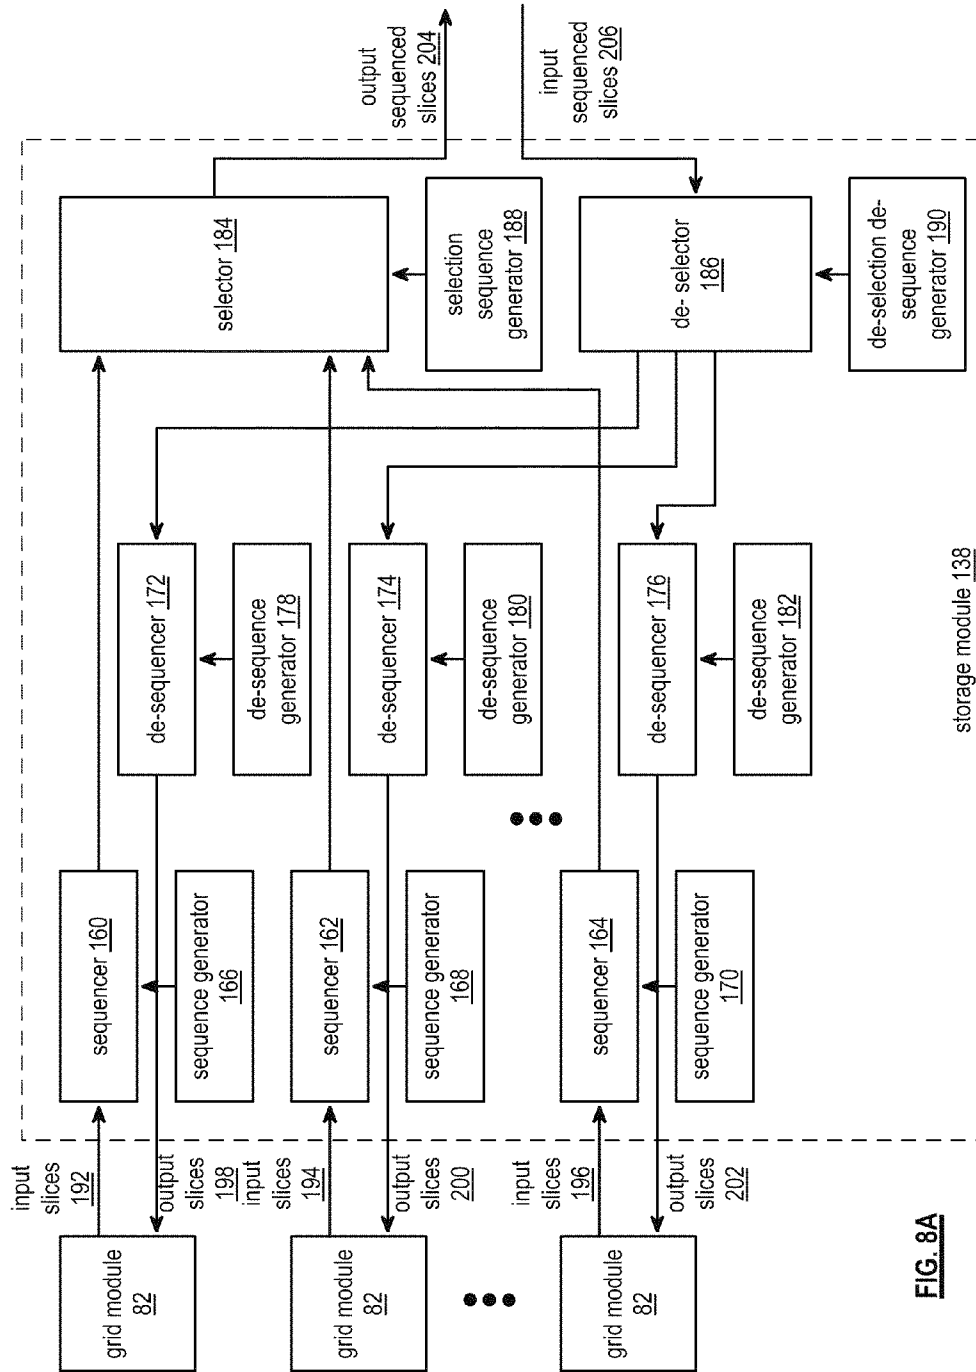 grid module
82
input
slices 192
output
slices 198
sequencer 160
sequence generator
166
de-sequencer 172
de-sequence
generator 178
selector 184
selection
sequence
generator 188
output
sequenced
slices 204
grid module
82
input
slices 194
output
slices 200
sequencer 162
sequence generator
168
de-sequencer 174
de-sequence
generator 180
input
sequenced
slices 206
grid module
82
input
slices 196
output
slices 202
sequencer 164
sequence generator
170
de-sequencer 176
de-sequence
generator 182
de- selector
186
de-selection de-
sequence
generator 190
storage module 138
FIG. 8A